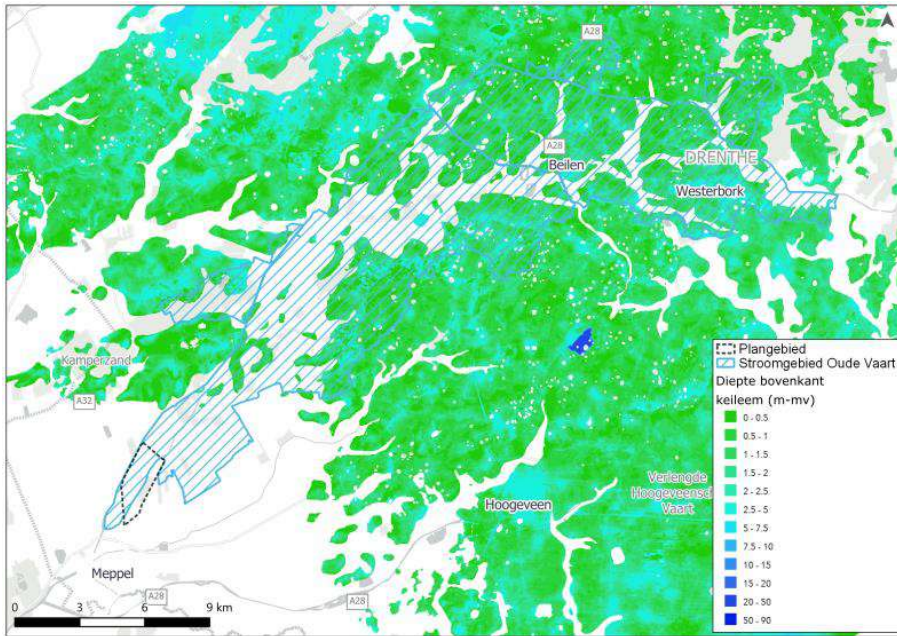 A28
A28
Beilen
DRENTHE
Westerbork
Kamperzand
A32
Hoogeveen
Verlengde
Hoogeveensch
Vaart
Meppel
A28
A28
0 3 6 9 km
Plangebied
Stroomgebied Oude Vaart
Diepte bovenkant
keileem (m-mv)
0 - 0.5
0.5 - 1
1 - 1.5
1.5 - 2
2 - 2.5
2.5 - 5
5 - 7.5
7.5 - 10
10 - 15
15 - 20
20 - 50
50 - 90